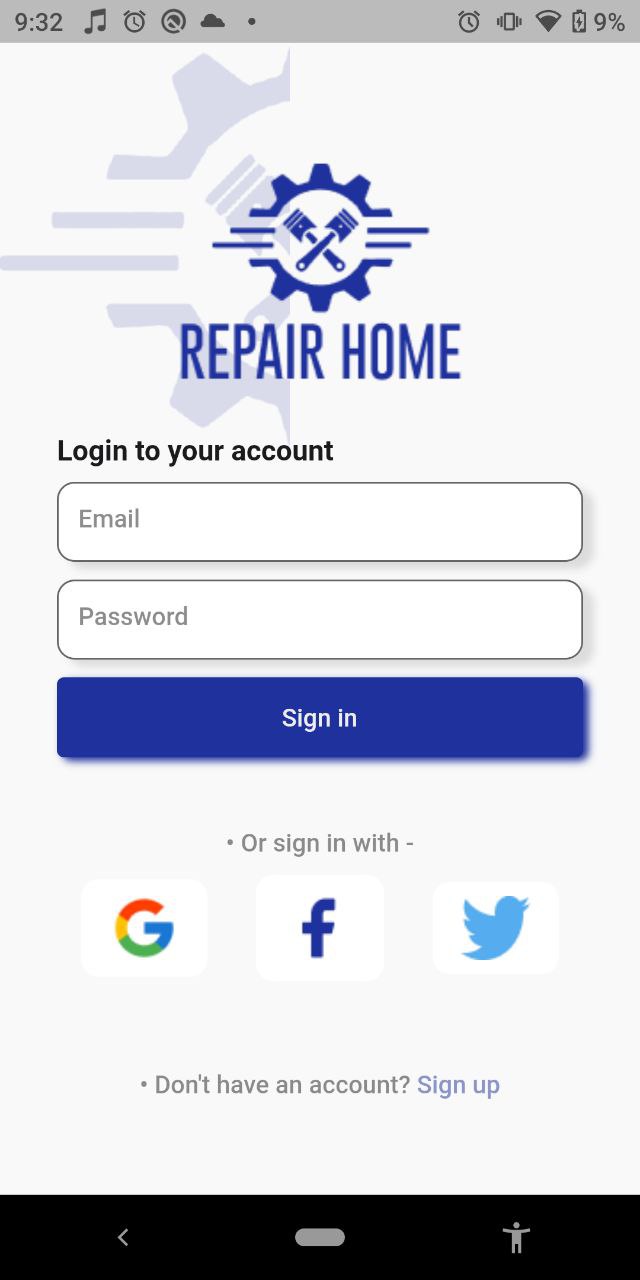 9:32
9%
REPAIR HOME
Login to your account
Email
Password
Sign in
• Or sign in with -
• Don't have an account? Sign up